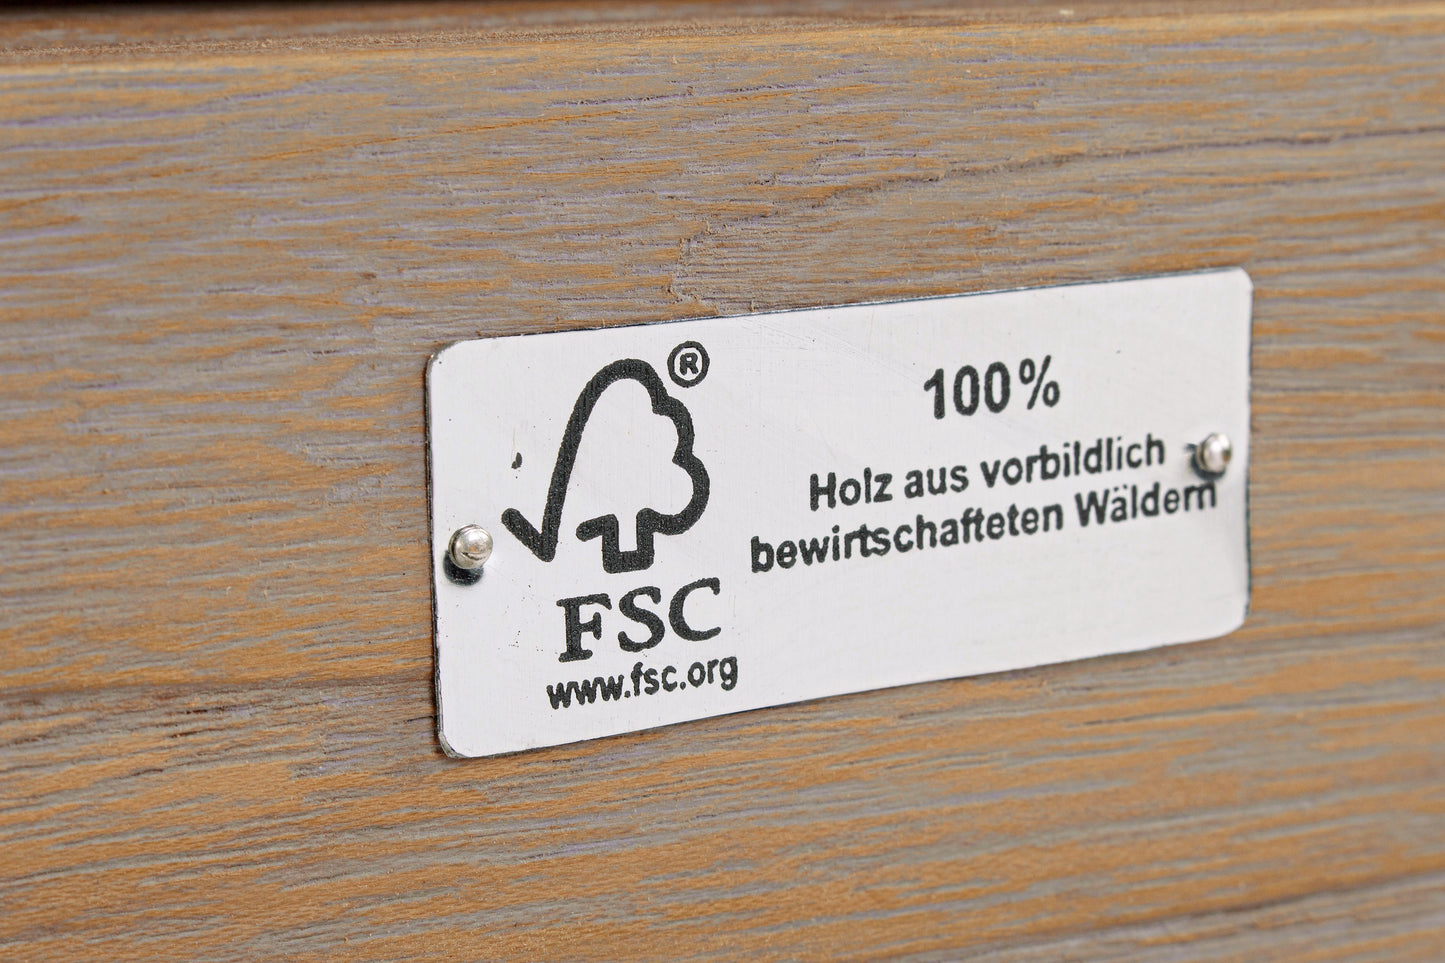 ®
FSC
www.fsc.org
100%
Holz aus vorbildlich
bewirtschafteten Wäldern